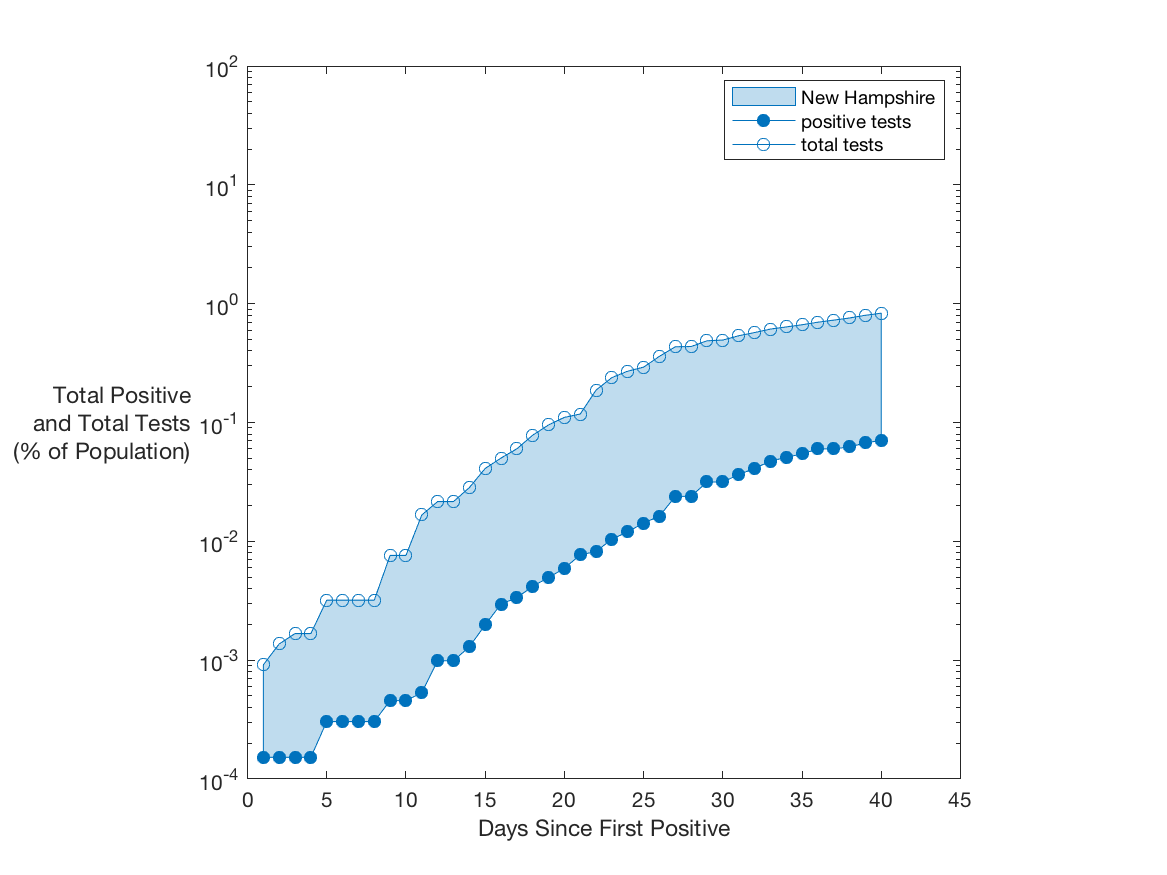 10^2
10^1
10^0
10^-1
10^-2
10^-3
10^-4
Total Positive
and Total Tests
(% of Population)
New Hampshire
positive tests
total tests
0 5 10 15 20 25 30 35 40 45
Days Since First Positive